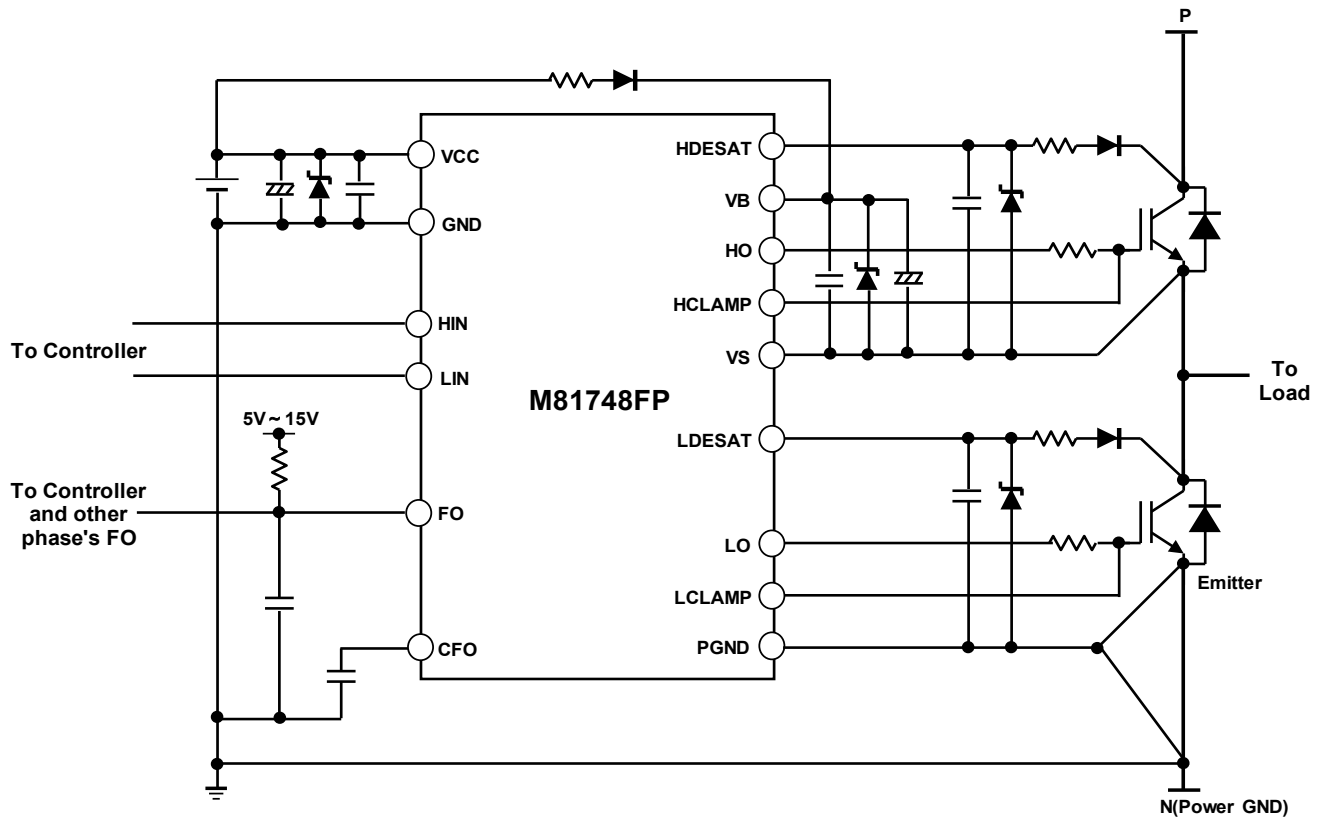 P
VCC
GND
HIN
LIN
To Controller
5V~15V
To Controller
and other
phase's FO
FO
CFO
M81748FP
HDESAT
VB
HO
HCLAMP
VS
LDESAT
LO
LCLAMP
PGND
To
Load
Emitter
N(Power GND)